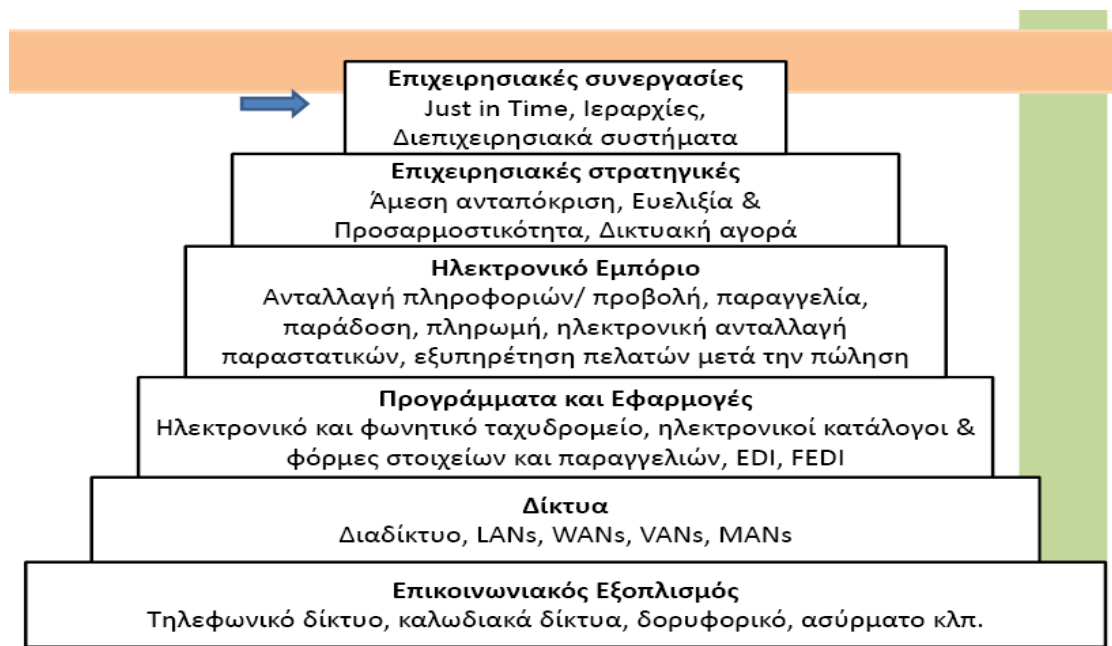 Επιχειρησιακές συνεργασίες
Just in Time, Ιεραρχίες,
Διεπιχειρησιακά συστήματα
Επιχειρησιακές στρατηγικές
Άμεση ανταπόκριση, Ευελιξία &
Προσαρμοστικότητα, Δικτυακή αγορά
Ηλεκτρονικό Εμπόριο
Ανταλλαγή πληροφοριών/ προβολή, παραγγελία,
παράδοση, πληρωμή, ηλεκτρονική ανταλλαγή
παραστατικών, εξυπηρέτηση πελατών μετά την πώληση
Προγράμματα και Εφαρμογές
Ηλεκτρονικό και φωνητικό ταχυδρομείο, ηλεκτρονικοί κατάλογοι &
φόρμες στοιχείων και παραγγελιών, EDI, FEDI
Δίκτυα
Διαδίκτυο, LANs, WANs, VANs, MANs
Επικοινωνιακός Εξοπλισμός
Τηλεφωνικό δίκτυο, καλωδιακά δίκτυα, δορυφορικό, ασύρματο κλπ.